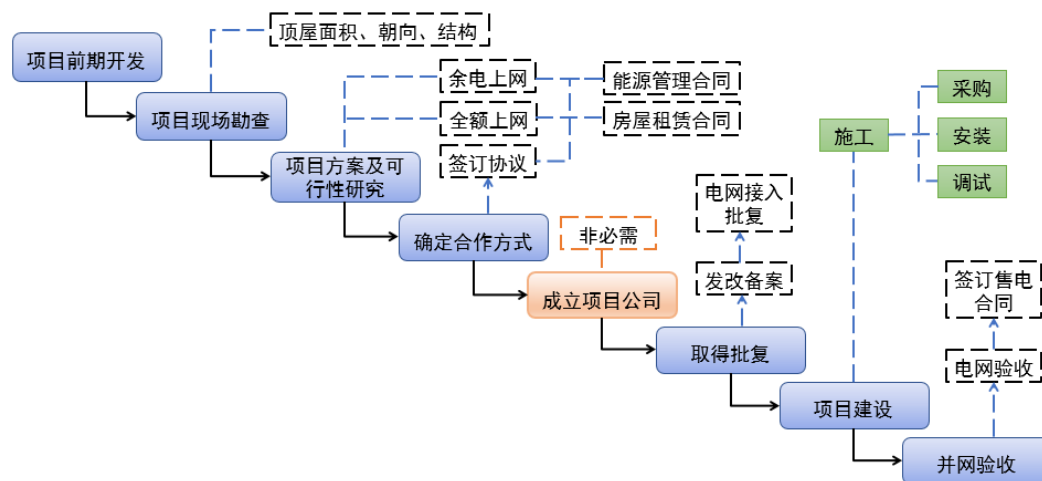 顶屋面积、朝向、结构
项目前期开发
余电上网
能源管理合同
采购
项目现场勘查
全额上网
房屋租赁合同
施工
安装
项目方案及可
行性研究
签订协议
调试
电网接入
批复
确定合作方式
非必需
发改备案
签订售电
合同
成立项目公司
取得批复
电网验收
项目建设
并网验收